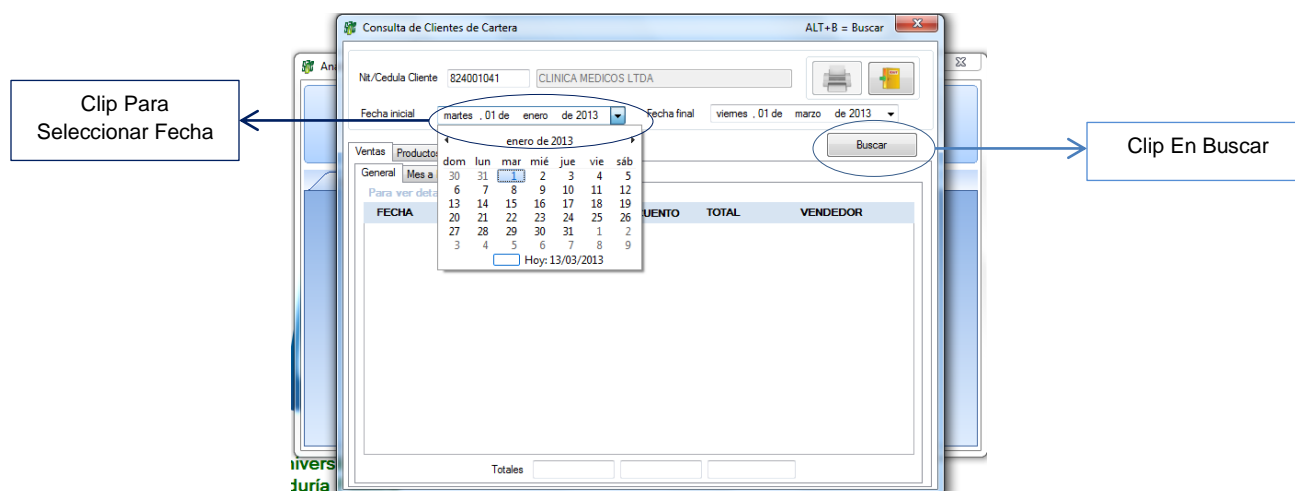 Consulta de Clientes de Cartera ALT+B = Buscar
Nit/Cedula Cliente 824001041 CLINICA MEDICOS LTDA
Clip Para
Seleccionar Fecha
Fecha inicial martes , 01 de enero de 2013 Fecha final viernes , 01 de marzo de 2013
Buscar
Clip En Buscar
enero de 2013
Ventas Productos
dom lun mar mié jue vie sáb
General Mes a
30 31 1 2 3 4 5
Para ver deta
6 7 8 9 10 11 12
13 14 15 16 17 18 19
FECHA UENTO TOTAL VENDEDOR
20 21 22 23 24 25 26
27 28 29 30 31 1 2
3 4 5 6 7 8 9
Hoy: 13/03/2013
Totales
ivers
duría